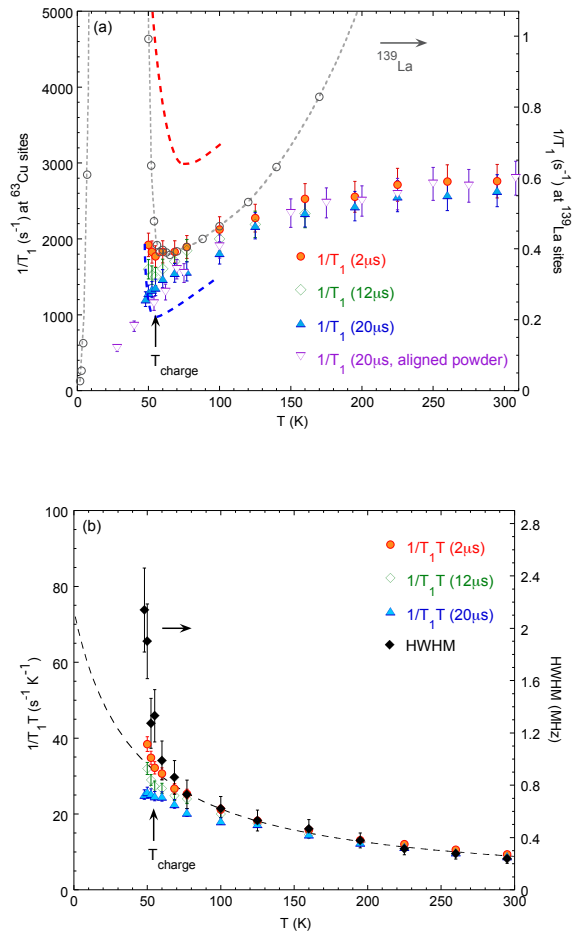 (a)
5000
4000
3000
2000
1000
0
1/T₁ (s⁻¹) at ⁶³Cu sites
¹³⁹La
1
0.8
0.6
0.4
0.2
0
1/T₁ (s⁻¹) at ¹³⁹La sites
1/T₁ (2μs)
1/T₁ (12μs)
1/T₁ (20μs)
1/T₁ (20μs, aligned powder)
T charge
0 50 100 150 200 250 300
T (K)
(b)
100
80
60
40
20
0
1/T₁T (s⁻¹ K⁻¹)
2.8
2.4
2
1.6
1.2
0.8
0.4
0
HWHM (MHz)
1/T₁T (2μs)
1/T₁T (12μs)
1/T₁T (20μs)
HWHM
T charge
0 50 100 150 200 250 300
T (K)